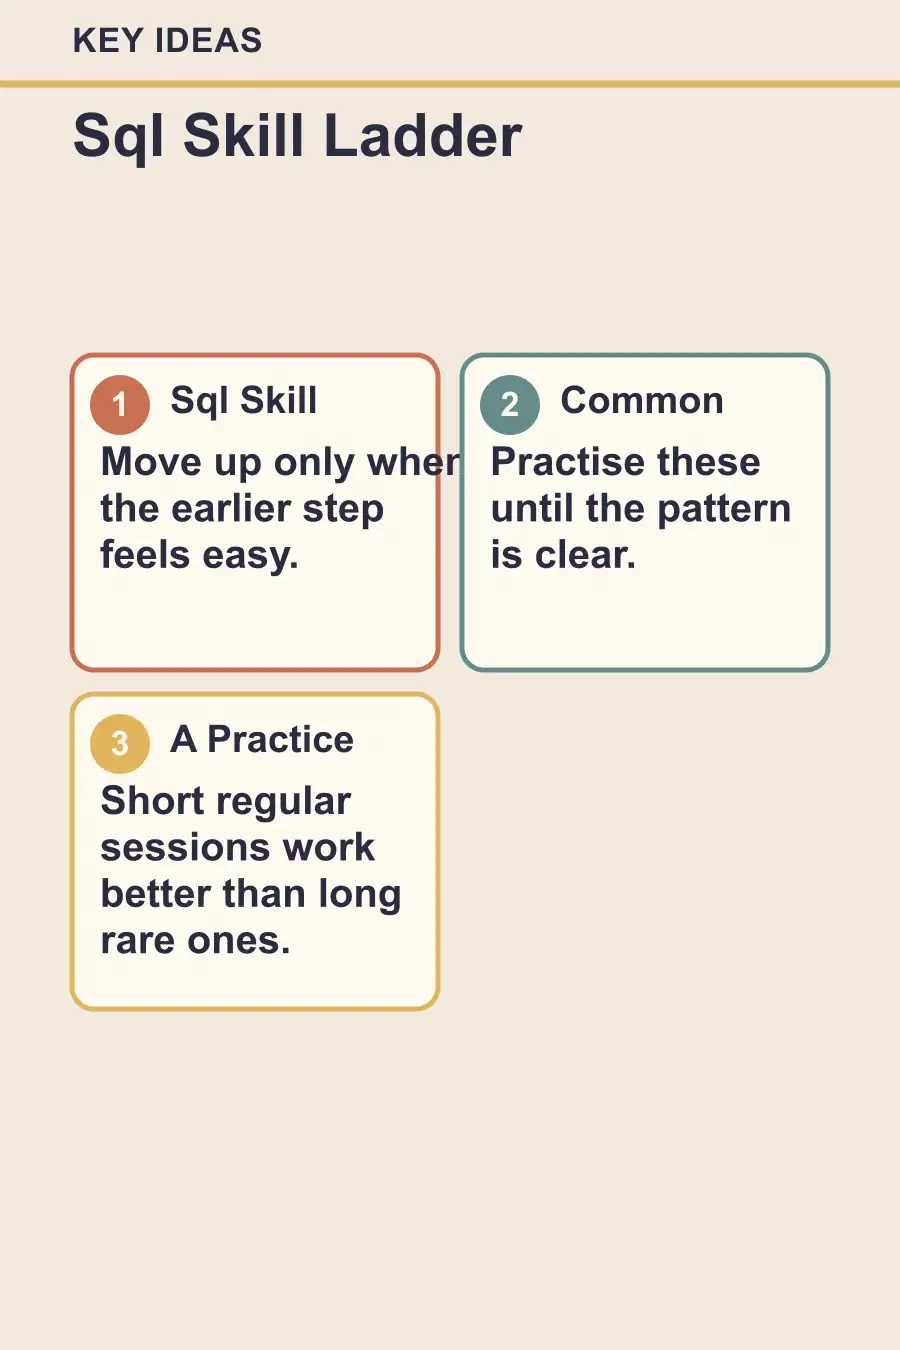 KEY IDEAS
Sql Skill Ladder
1 Sql Skill
Move up only when
the earlier step
feels easy.
2 Common
Practise these
until the pattern
is clear.
3 A Practice
Short regular
sessions work
better than long
rare ones.